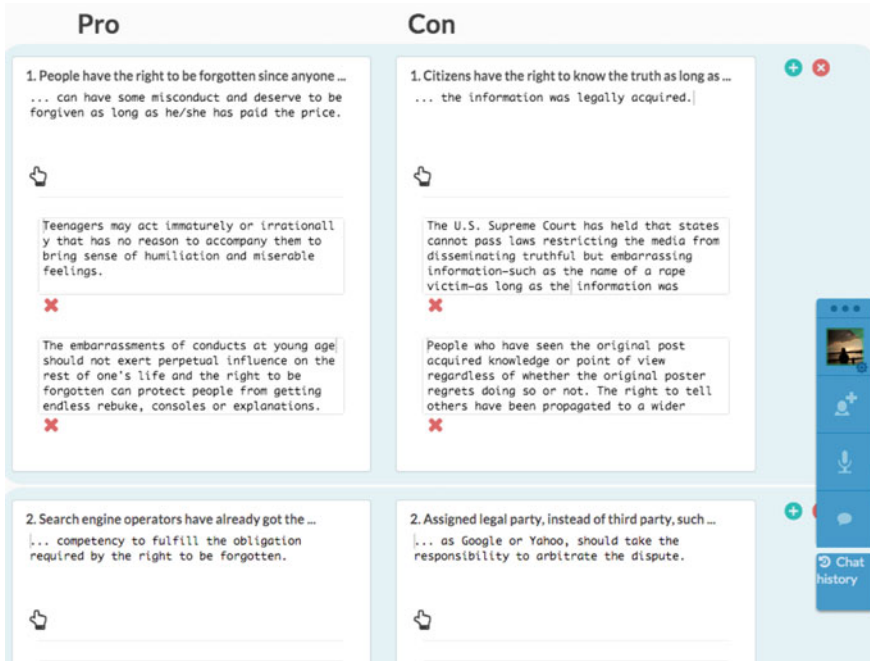 Pro
Con
1. People have the right to be forgotten since anyone ...
... can have some misconduct and deserve to be
forgiven as long as he/she has paid the price.
Teenagers may act immaturely or irrationall
y that has no reason to accompany them to
bring sense of humiliation and miserable
feelings.
The embarrassments of conducts at young age
should not exert perpetual influence on the
rest of one's life and the right to be
forgotten can protect people from getting
endless rebuke, consoles or explanations.
1. Citizens have the right to know the truth as long as ...
... the information was legally acquired.
The U.S. Supreme Court has held that states
cannot pass laws restricting the media from
disseminating truthful but embarrassing
information-such as the name of a rape
victim-as long as the information was
People who have seen the original post
acquired knowledge or point of view
regardless of whether the original poster
regrets doing so or not. The right to tell
others have been propagated to a wider
2. Search engine operators have already got the ...
... competency to fulfill the obligation
required by the right to be forgotten.
2. Assigned legal party, instead of third party, such ...
... as Google or Yahoo, should take the
responsibility to arbitrate the dispute.
Chat
history